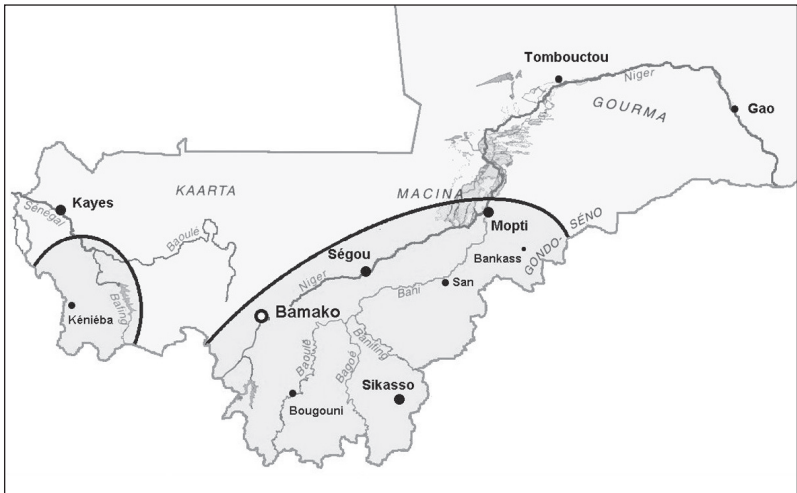 Tombouctou
Niger
GOURMA
Gao
KAARTA
MACINA
Kayes
Sénégal
Baoulé
Mopti
GONDO-SÉNO
Bankass
Ségou
Niger
San
Bani
Bafing
Kéniéba
Bamako
Baoulé
Bagoé
Banifing
Sikasso
Bougouni